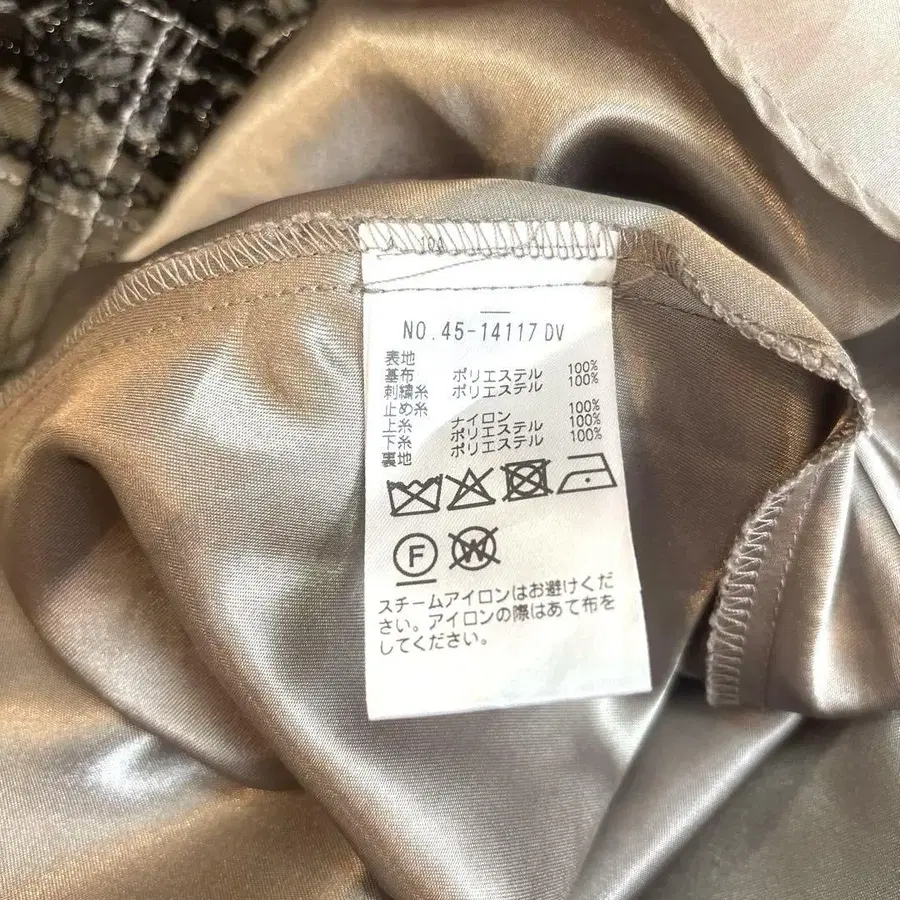 NO. 45-14117 DV
表地
基布 ポリエステル 100%
刺繍糸 ポリエステル 100%
止め糸
上糸 ナイロン 100%
下糸 ポリエステル 100%
裏地 ポリエステル 100%
F W
スチームアイロンはお避けくだ
さい。アイロンの際はあて布を
してください。